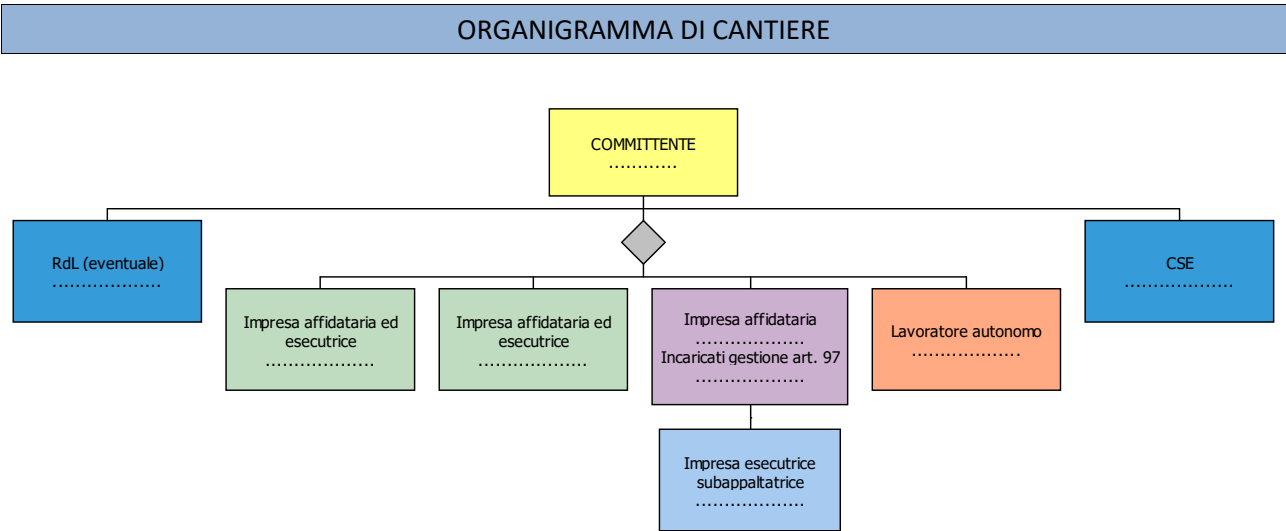 ORGANIGRAMMA DI CANTIERE
COMMITTENTE
............
RdL (eventuale)
...................
CSE
...................
Impresa affidataria ed
esecutrice
...................
Impresa affidataria ed
esecutrice
...................
Impresa affidataria
...................
Incaricati gestione art. 97
...................
Lavoratore autonomo
...................
Impresa esecutrice
subappaltatrice
...................